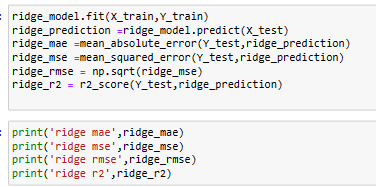 ridge_model.fit(X_train,Y_train)
ridge_prediction =ridge_model.predict(X_test)
ridge_mae =mean_absolute_error(Y_test,ridge_prediction)
ridge_mse =mean_squared_error(Y_test,ridge_prediction)
ridge_rmse = np.sqrt(ridge_mse)
ridge_r2 = r2_score(Y_test,ridge_prediction)
print('ridge mae',ridge_mae)
print('ridge mse',ridge_mse)
print('ridge rmse',ridge_rmse)
print('ridge r2',ridge_r2)